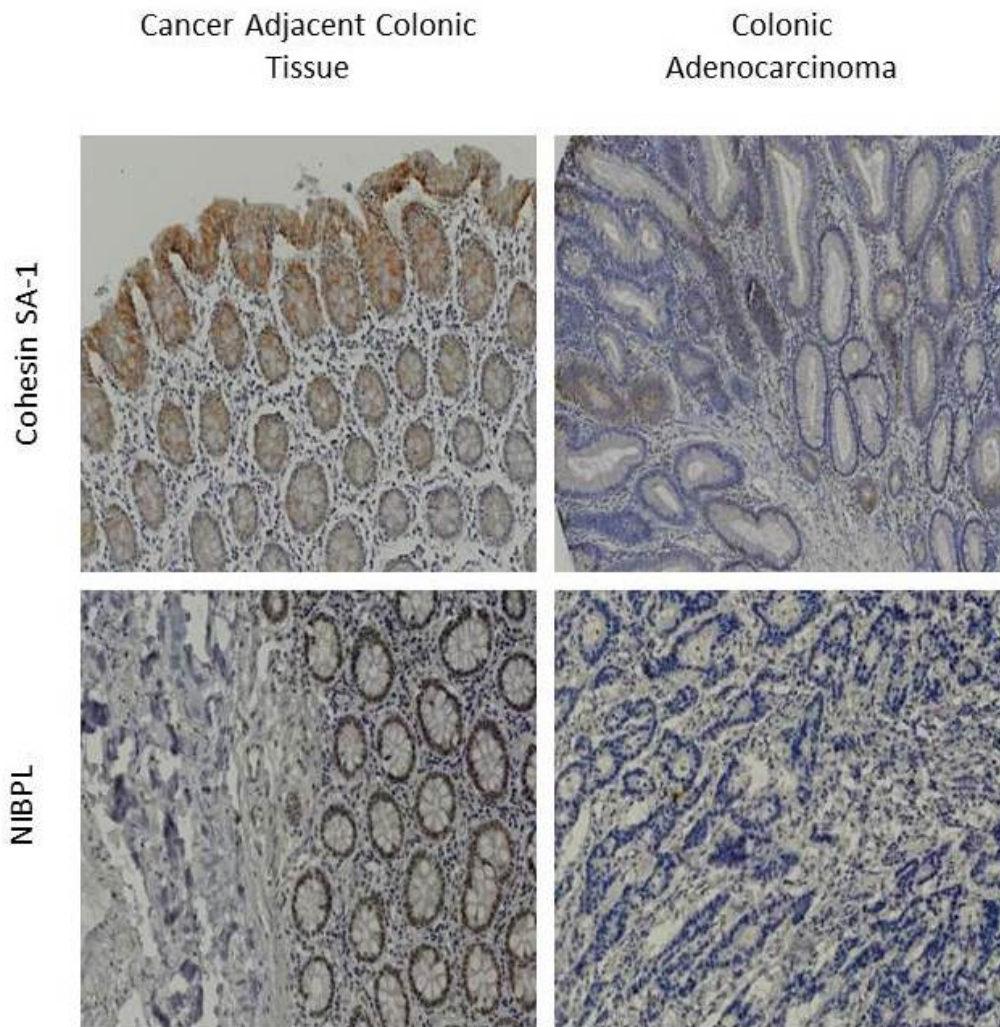 Cancer Adjacent Colonic
Tissue
Colonic
Adenocarcinoma
Cohesin SA-1
NIBPL